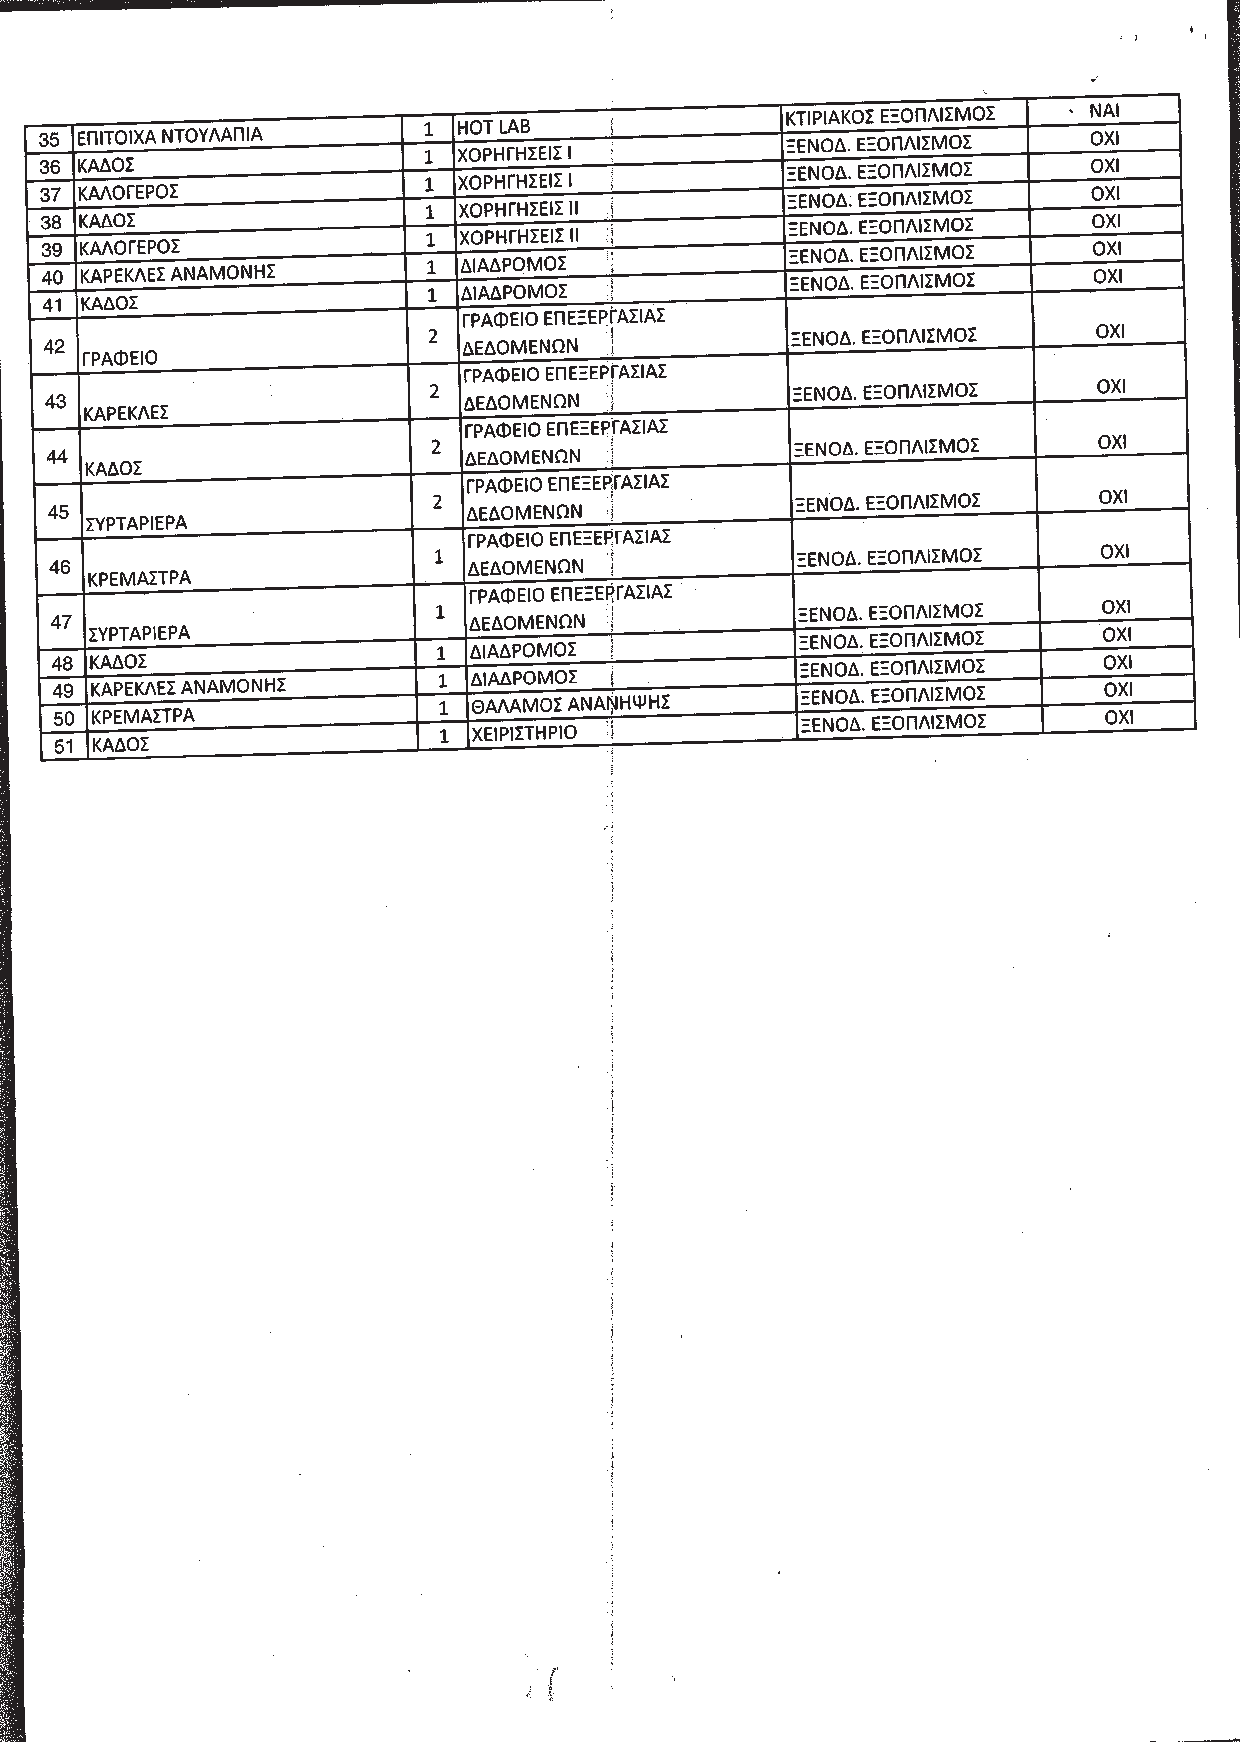 35 ΕΠΙΤΟΙΧΑ ΝΤΟΥΛΑΠΙΑ 1 HOT LAB ΚΤΙΡΙΑΚΟΣ ΕΞΟΠΛΙΣΜΟΣ ΝΑΙ
36 ΚΑΔΟΣ 1 ΧΟΡΗΓΗΣΕΙΣ Ι ΞΕΝΟΔ. ΕΞΟΠΛΙΣΜΟΣ ΟΧΙ
37 ΚΑΛΟΓΕΡΟΣ 1 ΧΟΡΗΓΗΣΕΙΣ Ι ΞΕΝΟΔ. ΕΞΟΠΛΙΣΜΟΣ ΟΧΙ
38 ΚΑΔΟΣ 1 ΧΟΡΗΓΗΣΕΙΣ ΙΙ ΞΕΝΟΔ. ΕΞΟΠΛΙΣΜΟΣ ΟΧΙ
39 ΚΑΛΟΓΕΡΟΣ 1 ΧΟΡΗΓΗΣΕΙΣ ΙΙ ΞΕΝΟΔ. ΕΞΟΠΛΙΣΜΟΣ ΟΧΙ
40 ΚΑΡΕΚΛΕΣ ΑΝΑΜΟΝΗΣ 1 ΔΙΑΔΡΟΜΟΣ ΞΕΝΟΔ. ΕΞΟΠΛΙΣΜΟΣ ΟΧΙ
41 ΚΑΔΟΣ 1 ΔΙΑΔΡΟΜΟΣ ΞΕΝΟΔ. ΕΞΟΠΛΙΣΜΟΣ ΟΧΙ
42 ΓΡΑΦΕΙΟ 2 ΓΡΑΦΕΙΟ ΕΠΕΞΕΡΓΑΣΙΑΣ
ΔΕΔΟΜΕΝΩΝ ΞΕΝΟΔ. ΕΞΟΠΛΙΣΜΟΣ ΟΧΙ
43 ΚΑΡΕΚΛΕΣ 2 ΓΡΑΦΕΙΟ ΕΠΕΞΕΡΓΑΣΙΑΣ
ΔΕΔΟΜΕΝΩΝ ΞΕΝΟΔ. ΕΞΟΠΛΙΣΜΟΣ ΟΧΙ
44 ΚΑΔΟΣ 2 ΓΡΑΦΕΙΟ ΕΠΕΞΕΡΓΑΣΙΑΣ
ΔΕΔΟΜΕΝΩΝ ΞΕΝΟΔ. ΕΞΟΠΛΙΣΜΟΣ ΟΧΙ
45 ΣΥΡΤΑΡΙΕΡΑ 2 ΓΡΑΦΕΙΟ ΕΠΕΞΕΡΓΑΣΙΑΣ
ΔΕΔΟΜΕΝΩΝ ΞΕΝΟΔ. ΕΞΟΠΛΙΣΜΟΣ ΟΧΙ
46 ΚΡΕΜΑΣΤΡΑ 1 ΓΡΑΦΕΙΟ ΕΠΕΞΕΡΓΑΣΙΑΣ
ΔΕΔΟΜΕΝΩΝ ΞΕΝΟΔ. ΕΞΟΠΛΙΣΜΟΣ ΟΧΙ
47 ΣΥΡΤΑΡΙΕΡΑ 1 ΓΡΑΦΕΙΟ ΕΠΕΞΕΡΓΑΣΙΑΣ
ΔΕΔΟΜΕΝΩΝ ΞΕΝΟΔ. ΕΞΟΠΛΙΣΜΟΣ ΟΧΙ
48 ΚΑΔΟΣ 1 ΔΙΑΔΡΟΜΟΣ ΞΕΝΟΔ. ΕΞΟΠΛΙΣΜΟΣ ΟΧΙ
49 ΚΑΡΕΚΛΕΣ ΑΝΑΜΟΝΗΣ 1 ΔΙΑΔΡΟΜΟΣ ΞΕΝΟΔ. ΕΞΟΠΛΙΣΜΟΣ ΟΧΙ
50 ΚΡΕΜΑΣΤΡΑ 1 ΘΑΛΑΜΟΣ ΑΝΑΝΗΨΗΣ ΞΕΝΟΔ. ΕΞΟΠΛΙΣΜΟΣ ΟΧΙ
51 ΚΑΔΟΣ 1 ΧΕΙΡΙΣΤΗΡΙΟ ΞΕΝΟΔ. ΕΞΟΠΛΙΣΜΟΣ ΟΧΙ